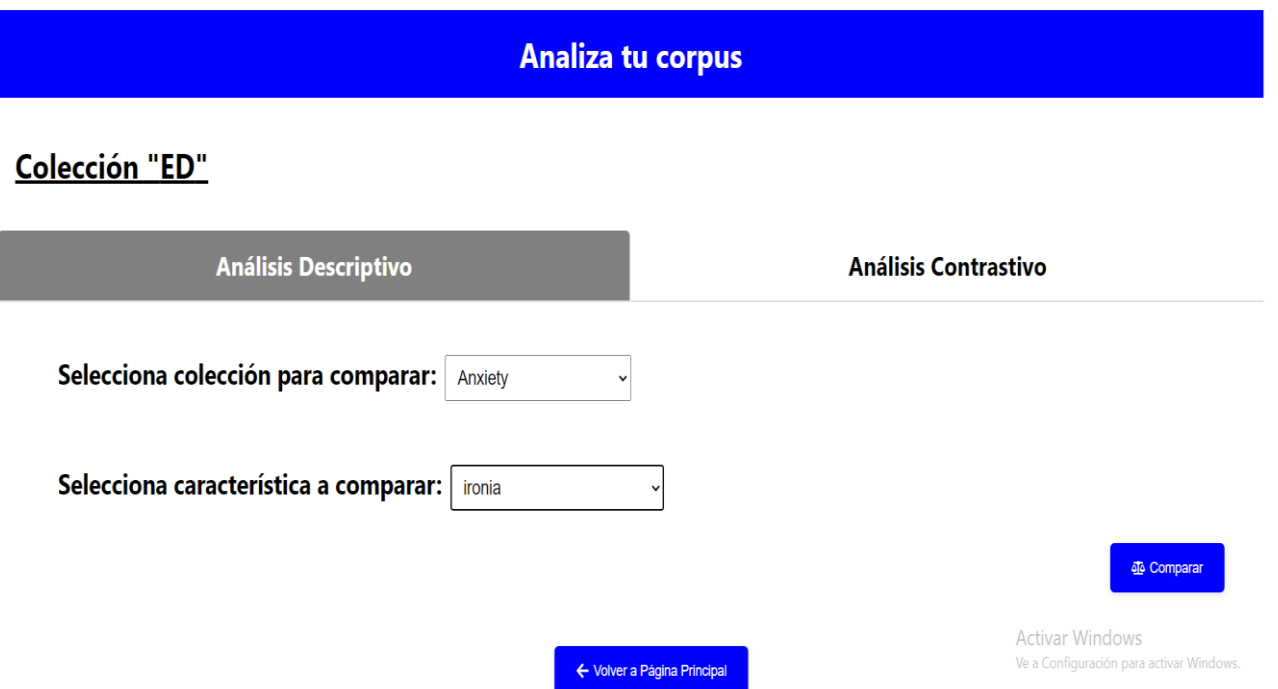 Analiza tu corpus
Colección "ED"
Análisis Descriptivo
Análisis Contrastivo
Selecciona colección para comparar: Anxiety
Selecciona característica a comparar: ironia
Comparar
Activar Windows
Ve a Configuración para activar Windows.
Volver a Página Principal